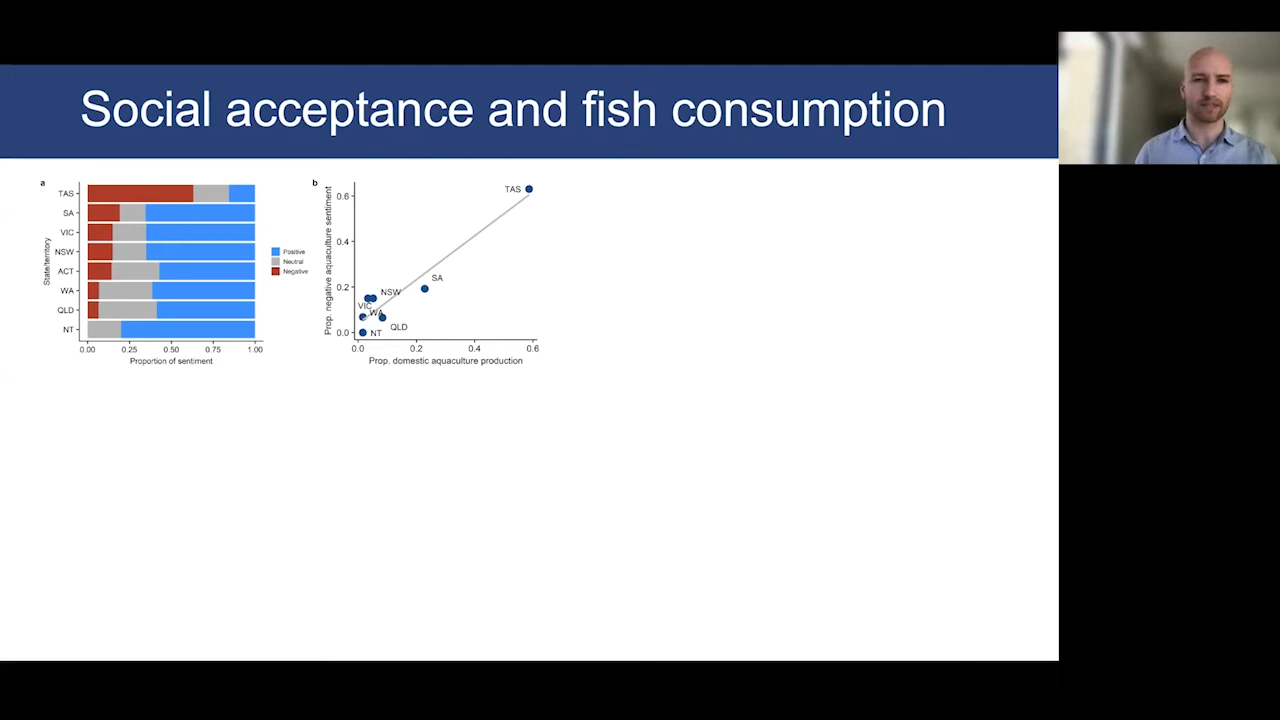 Social acceptance and fish consumption
a
TAS
SA
VIC
NSW
ACT
WA
QLD
NT
State/territory
0.00 0.25 0.50 0.75 1.00
Proportion of sentiment
Positive
Neutral
Negative
b
Prop. negative aquaculture sentiment
0.6
0.4
0.2
0.0
TAS
SA
NSW
VIC
WA
QLD
NT
0.0 0.2 0.4 0.6
Prop. domestic aquaculture production